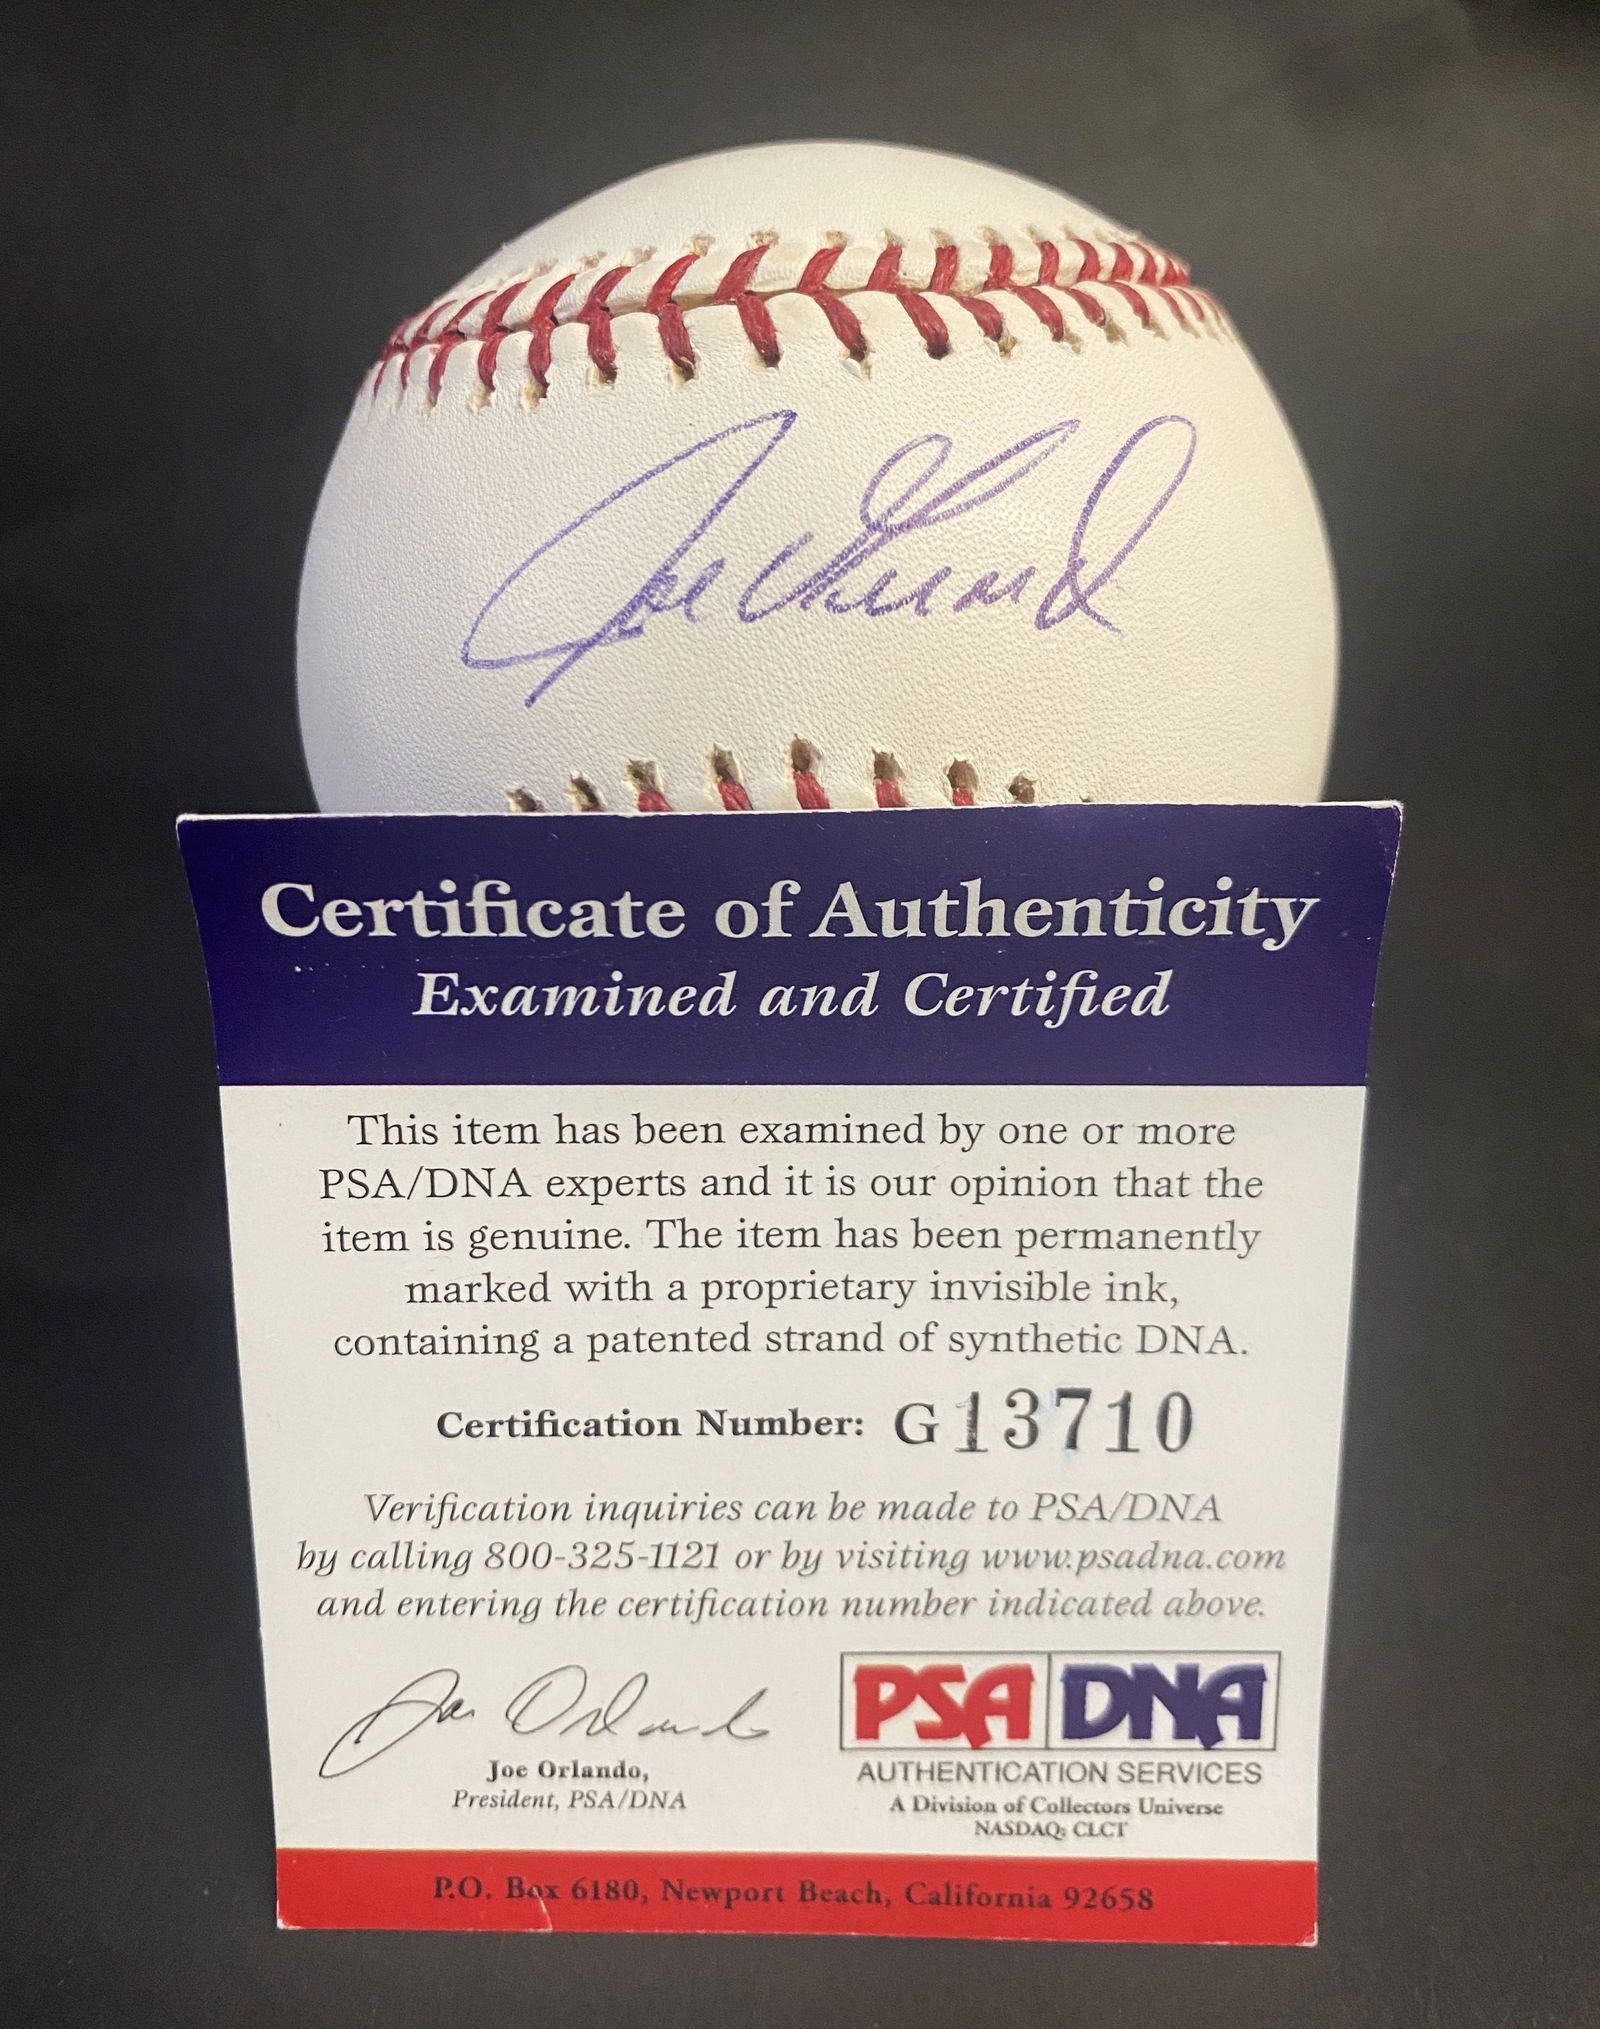 Certificate of Authenticity
Examined and Certified
This item has been examined by one or more
PSA/DNA experts and it is our opinion that the
item is genuine. The item has been permanently
marked with a proprietary invisible ink,
containing a patented strand of synthetic DNA.
Certification Number: G13710
Verification inquiries can be made to PSA/DNA
by calling 800-325-1121 or by visiting www.psadna.com
and entering the certification number indicated above.
Joe Orlando
Joe Orlando,
President, PSA/DNA
PSA DNA
AUTHENTICATION SERVICES
A Division of Collectors Universe
NASDAQ: CLCT
P.O. Box 6180, Newport Beach, California 92658